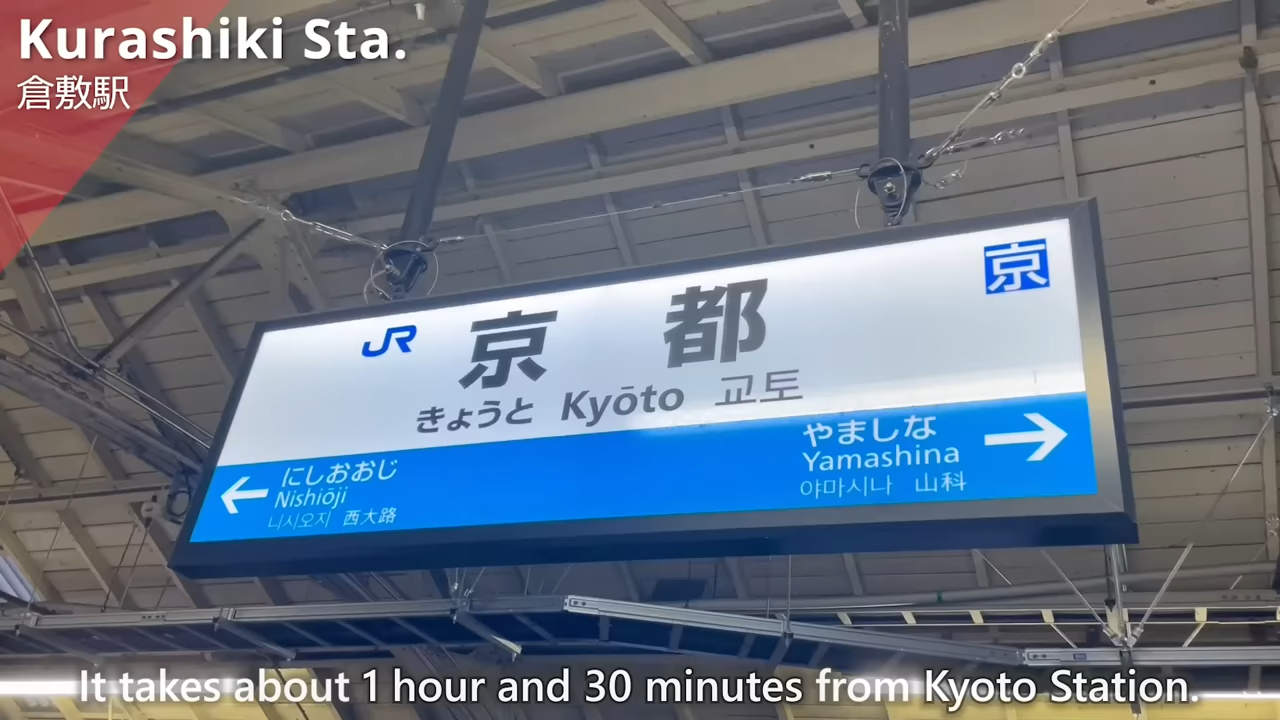 Kurashiki Sta.
倉敷駅
JR 京都 京
きょうと Kyōto 교토
← にしおおじ
Nishiōji
니시오지 西大路
やましな →
Yamashina
야마시나 山科
It takes about 1 hour and 30 minutes from Kyoto Station.